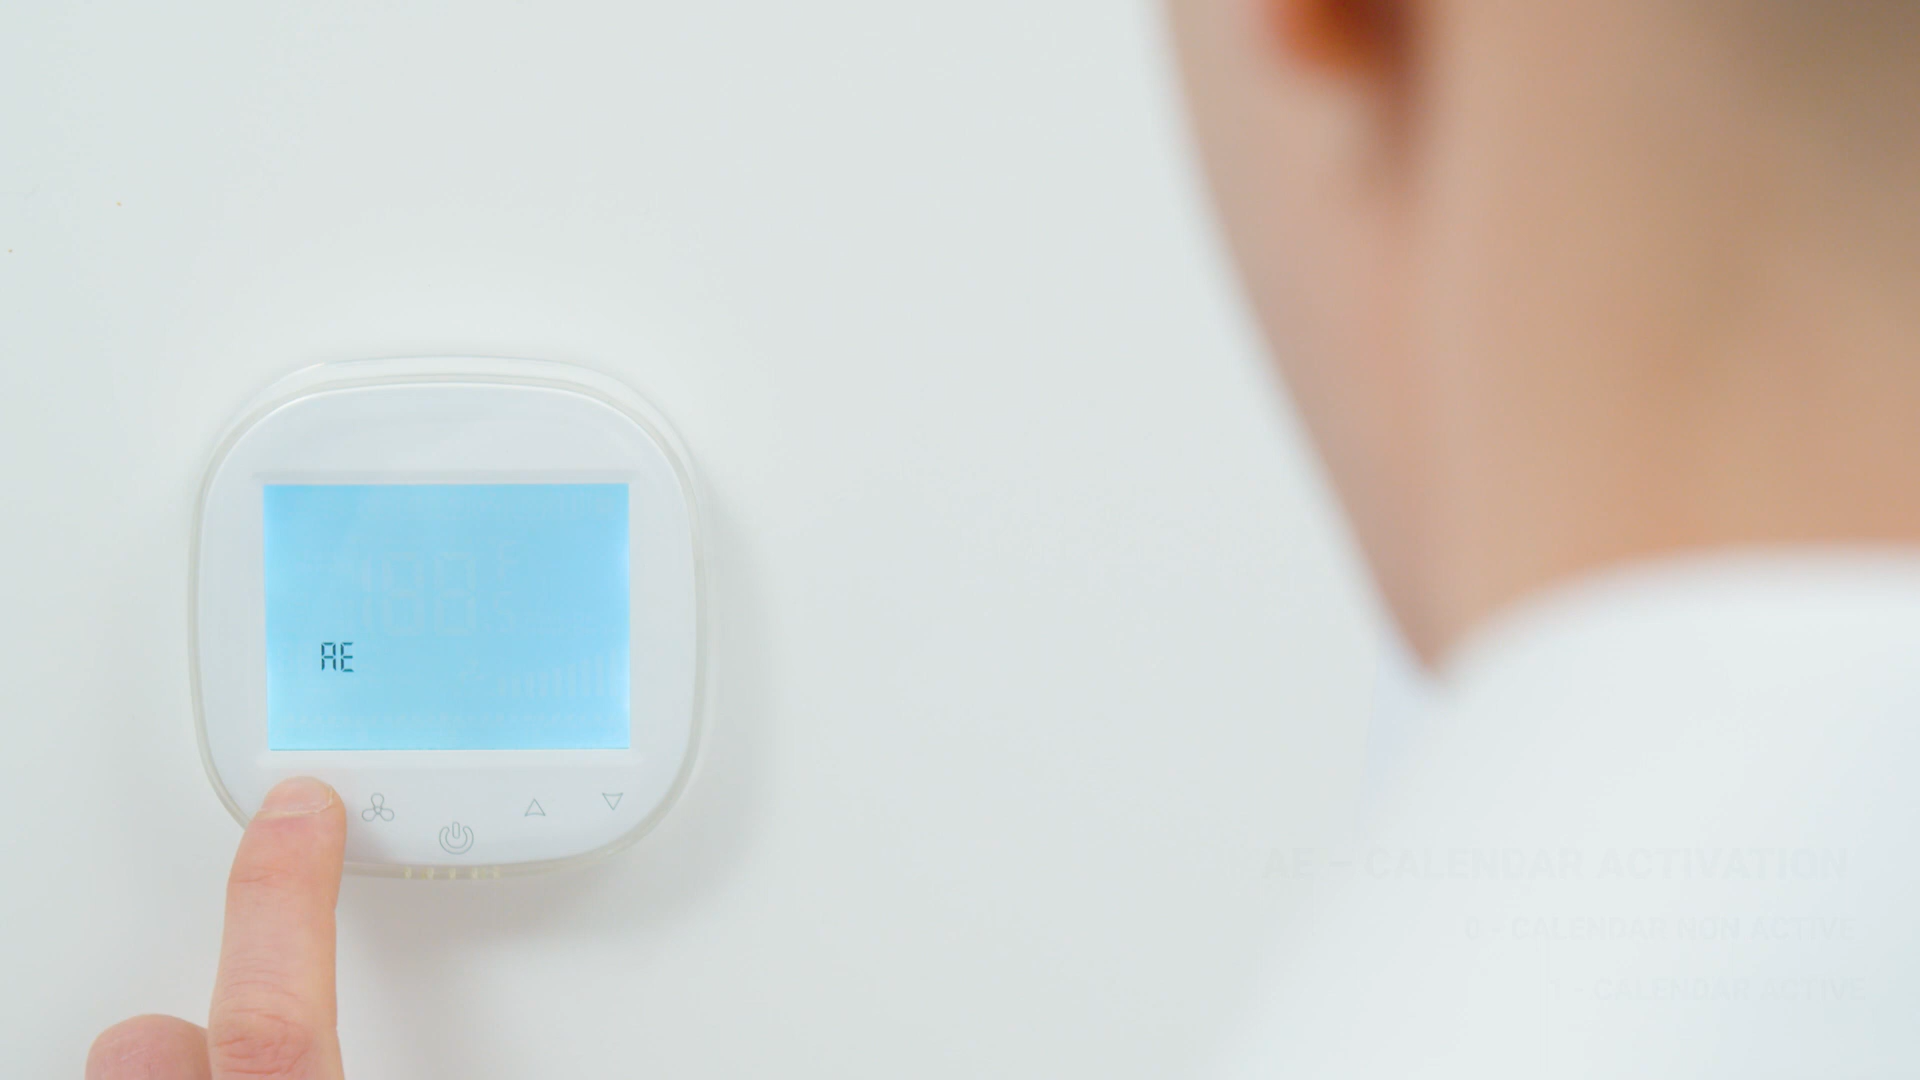 AE
AE - CALENDAR ACTIVATION
0 - CALENDAR NON ACTIVE
1 - CALENDAR ACTIVE